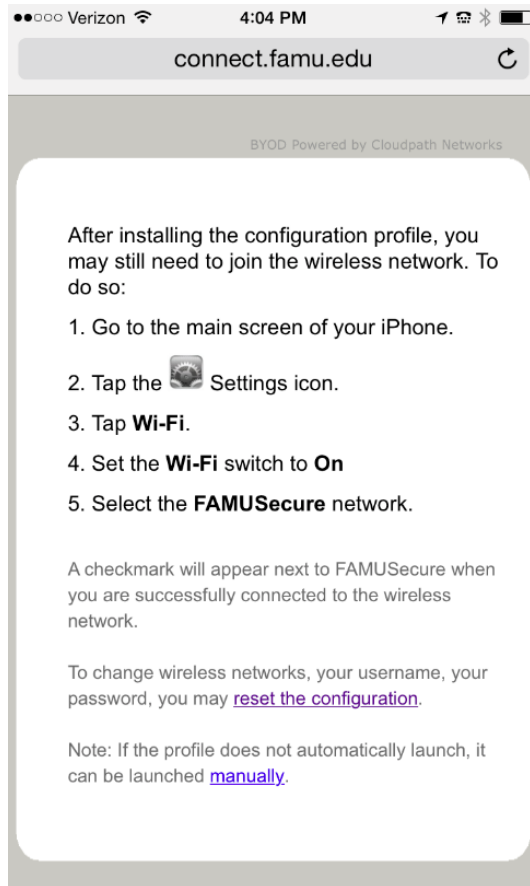 Verizon 4:04 PM
connect.famu.edu
BYOD Powered by Cloudpath Networks
After installing the configuration profile, you
may still need to join the wireless network. To
do so:
1. Go to the main screen of your iPhone.
2. Tap the Settings icon.
3. Tap Wi-Fi.
4. Set the Wi-Fi switch to On
5. Select the FAMUSecure network.
A checkmark will appear next to FAMUSecure when
you are successfully connected to the wireless
network.
To change wireless networks, your username, your
password, you may reset the configuration.
Note: If the profile does not automatically launch, it
can be launched manually.